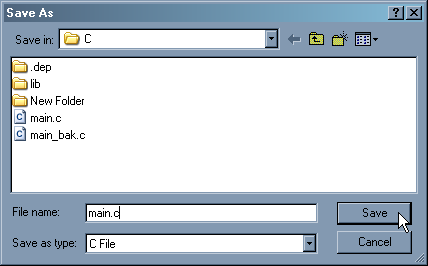 Save As
Save in: C
.dep
lib
New Folder
main.c
main_bak.c
File name: main.c Save
Save as type: C File Cancel